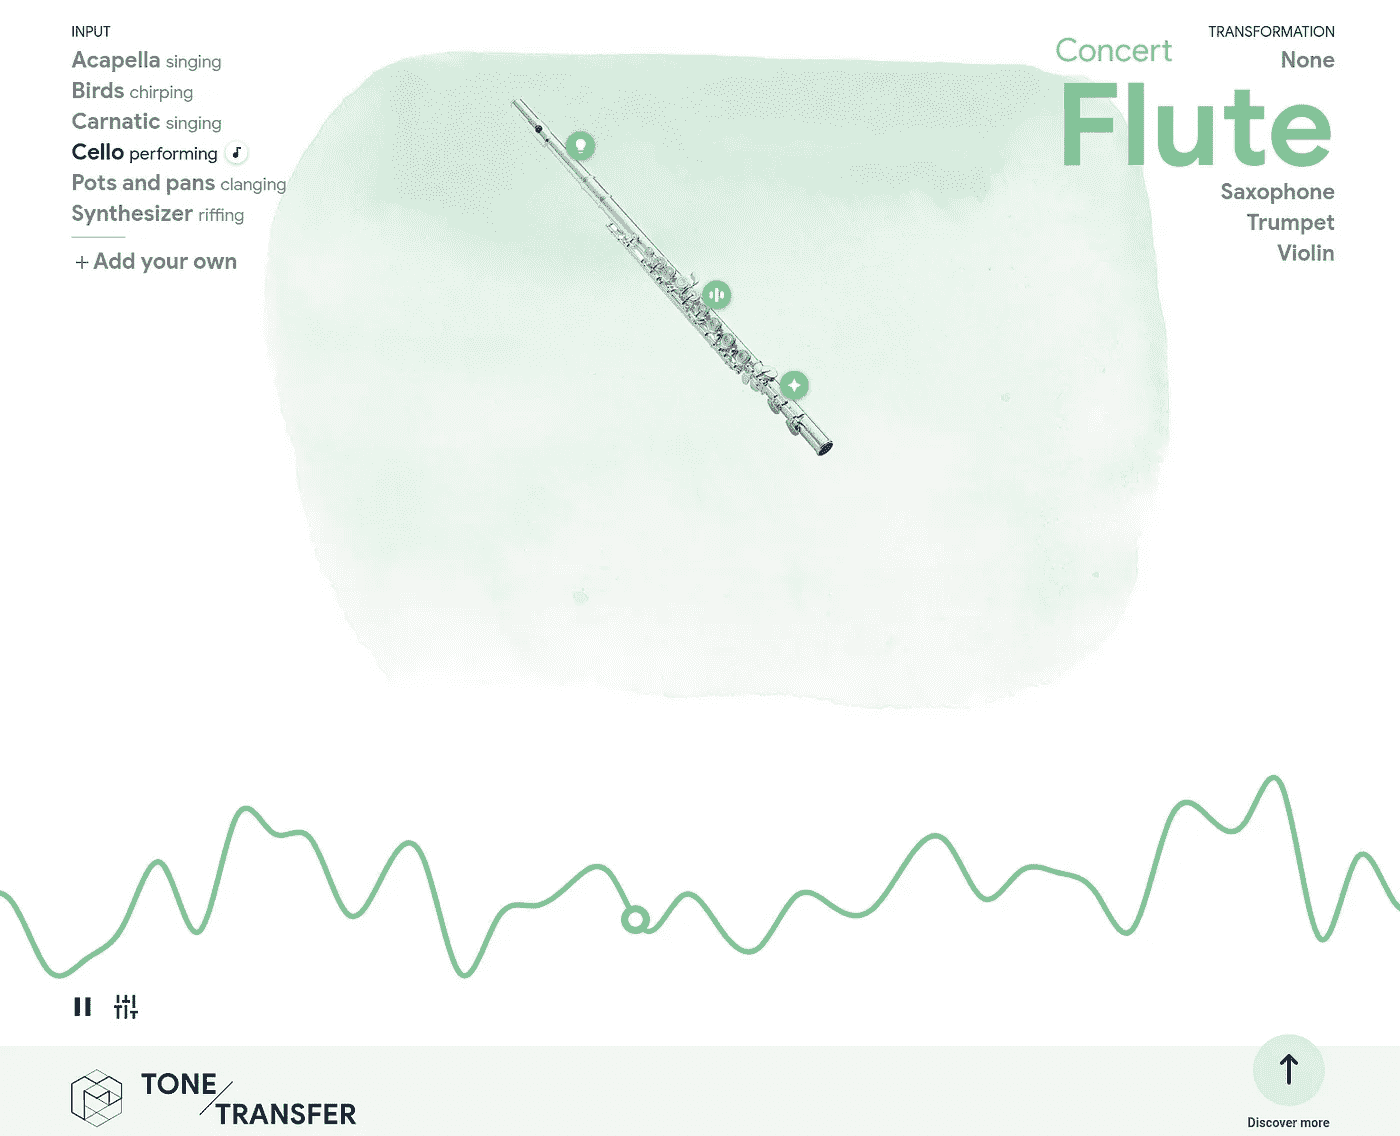 INPUT
Acapella singing
Birds chirping
Carnatic singing
Cello performing
Pots and pans clanging
Synthesizer riffing
+ Add your own
TRANSFORMATION
None
Concert
Flute
Saxophone
Trumpet
Violin
TONE
TRANSFER
Discover more